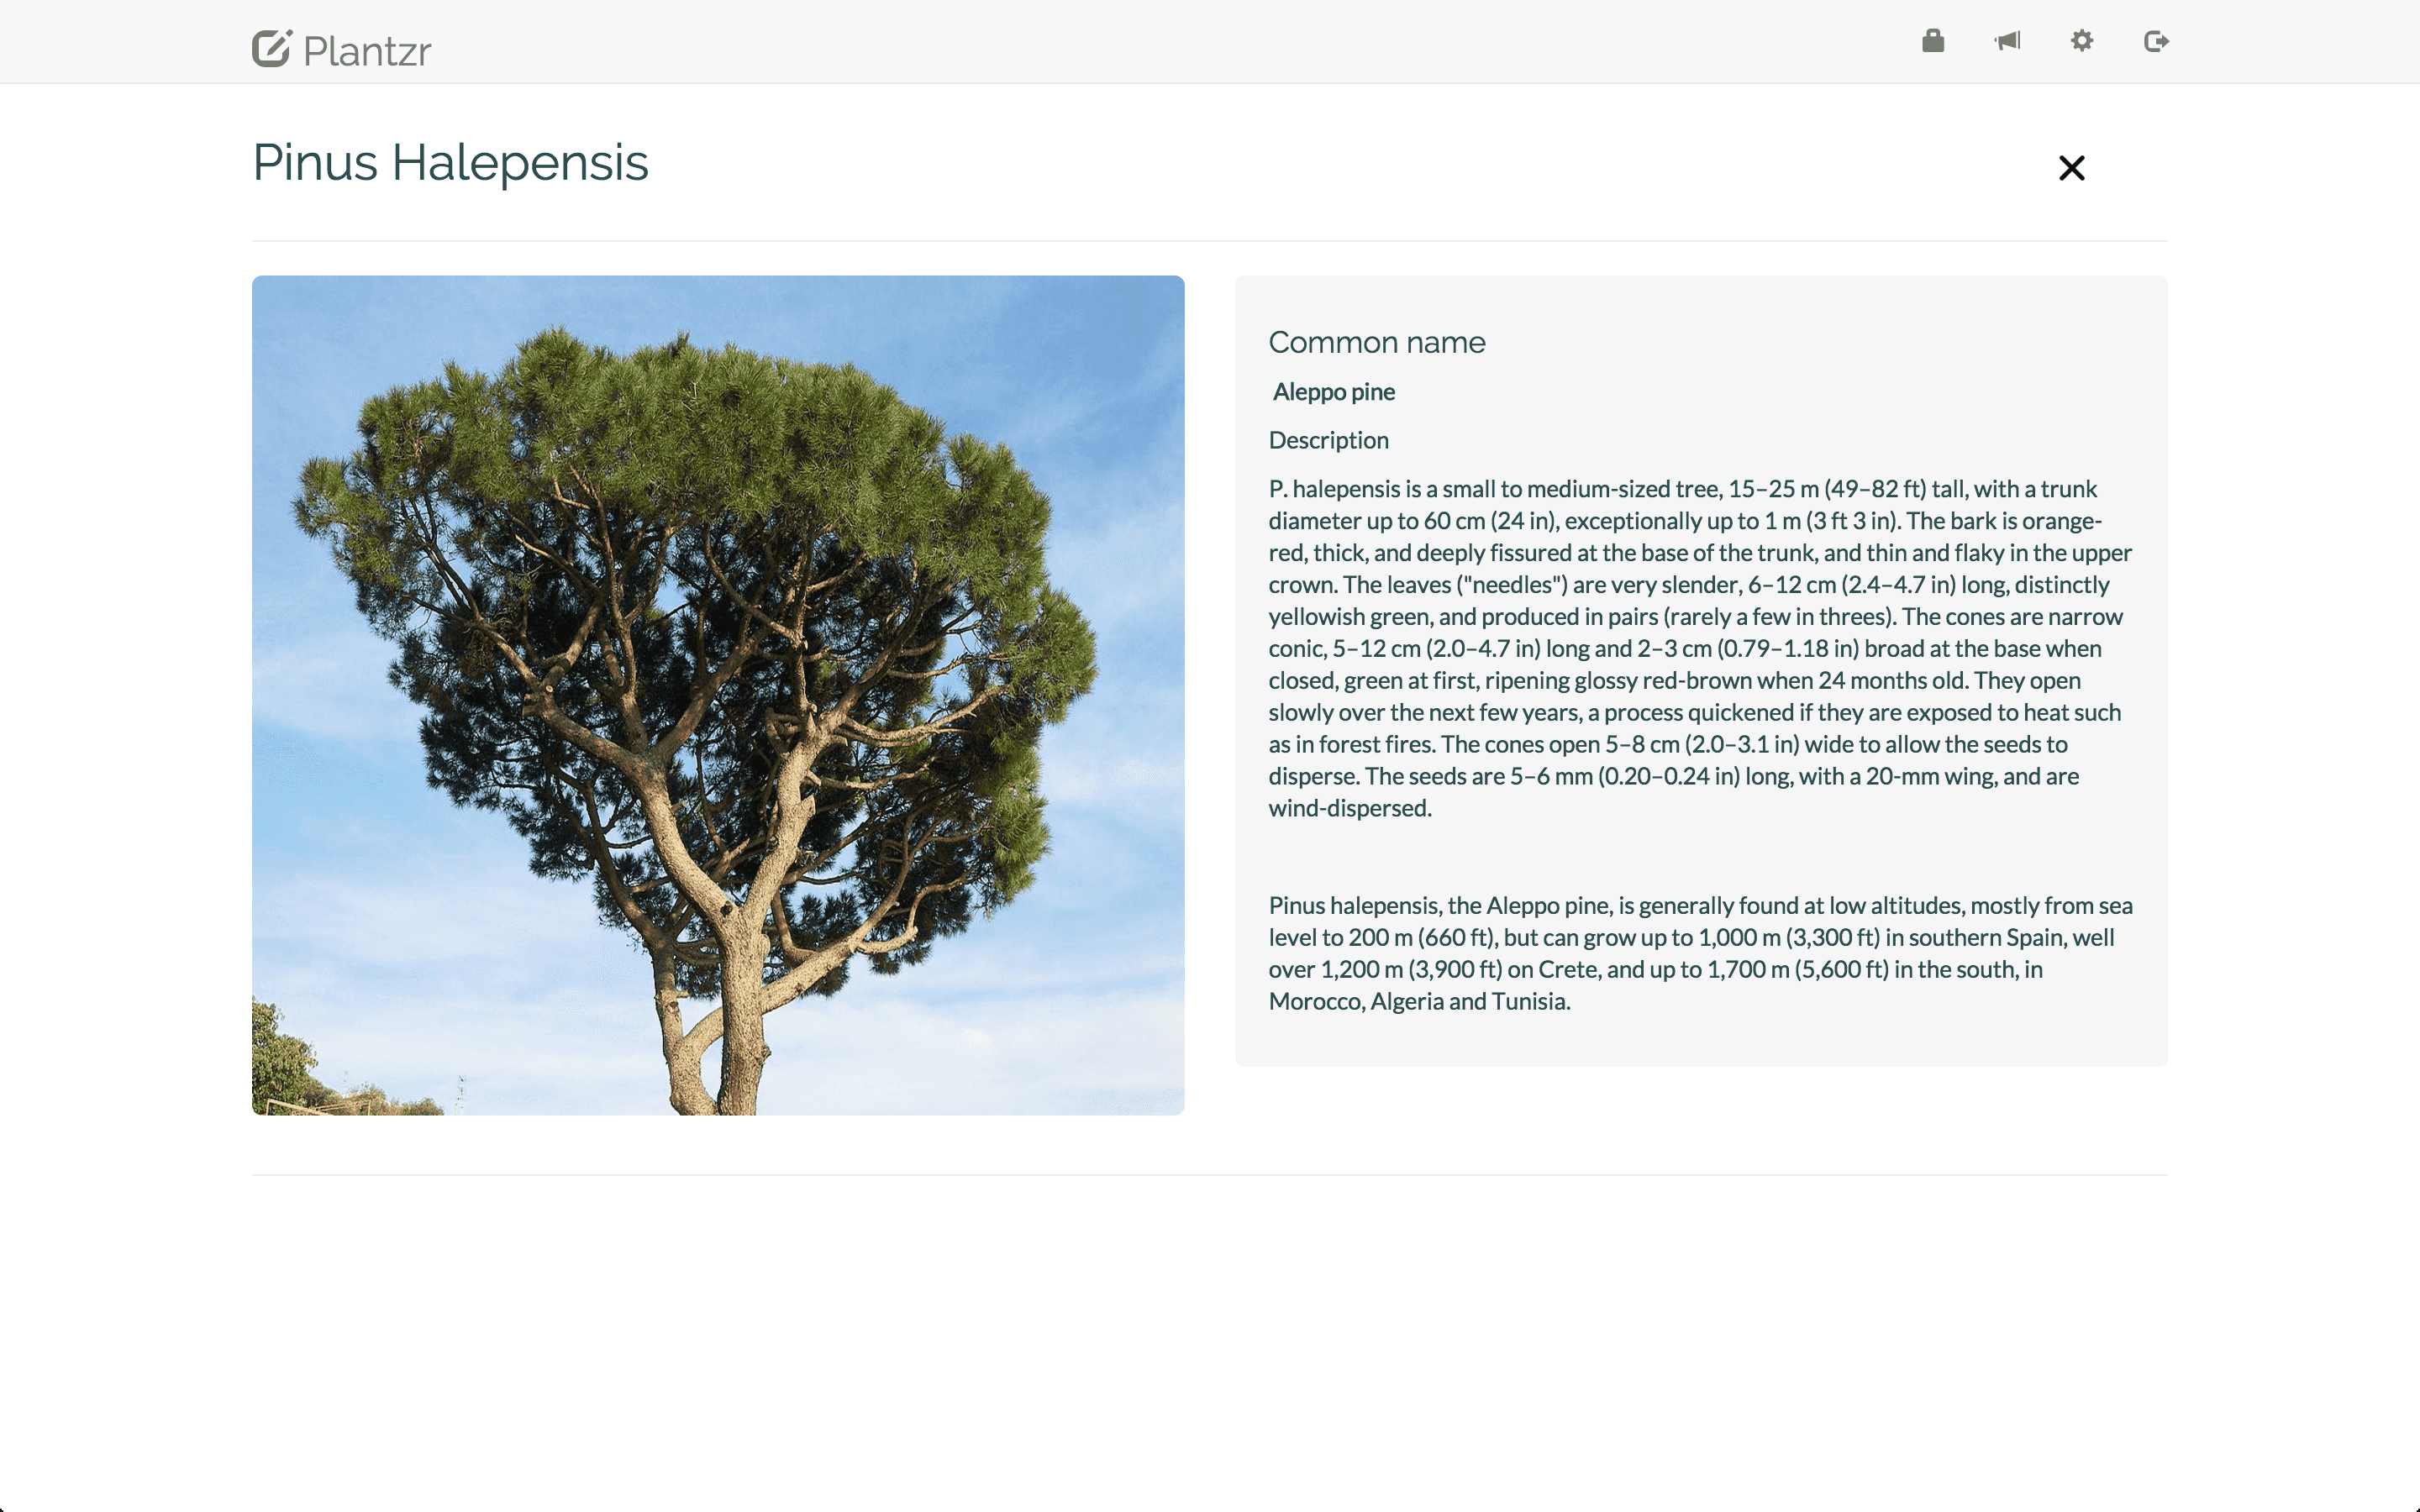 Plantzr
Pinus Halepensis
Common name
Aleppo pine
Description
P. halepensis is a small to medium-sized tree, 15–25 m (49–82 ft) tall, with a trunk
diameter up to 60 cm (24 in), exceptionally up to 1 m (3 ft 3 in). The bark is orange-
red, thick, and deeply fissured at the base of the trunk, and thin and flaky in the upper
crown. The leaves ("needles") are very slender, 6–12 cm (2.4–4.7 in) long, distinctly
yellowish green, and produced in pairs (rarely a few in threes). The cones are narrow
conic, 5–12 cm (2.0–4.7 in) long and 2–3 cm (0.79–1.18 in) broad at the base when
closed, green at first, ripening glossy red-brown when 24 months old. They open
slowly over the next few years, a process quickened if they are exposed to heat such
as in forest fires. The cones open 5–8 cm (2.0–3.1 in) wide to allow the seeds to
disperse. The seeds are 5–6 mm (0.20–0.24 in) long, with a 20-mm wing, and are
wind-dispersed.
Pinus halepensis, the Aleppo pine, is generally found at low altitudes, mostly from sea
level to 200 m (660 ft), but can grow up to 1,000 m (3,300 ft) in southern Spain, well
over 1,200 m (3,900 ft) on Crete, and up to 1,700 m (5,600 ft) in the south, in
Morocco, Algeria and Tunisia.